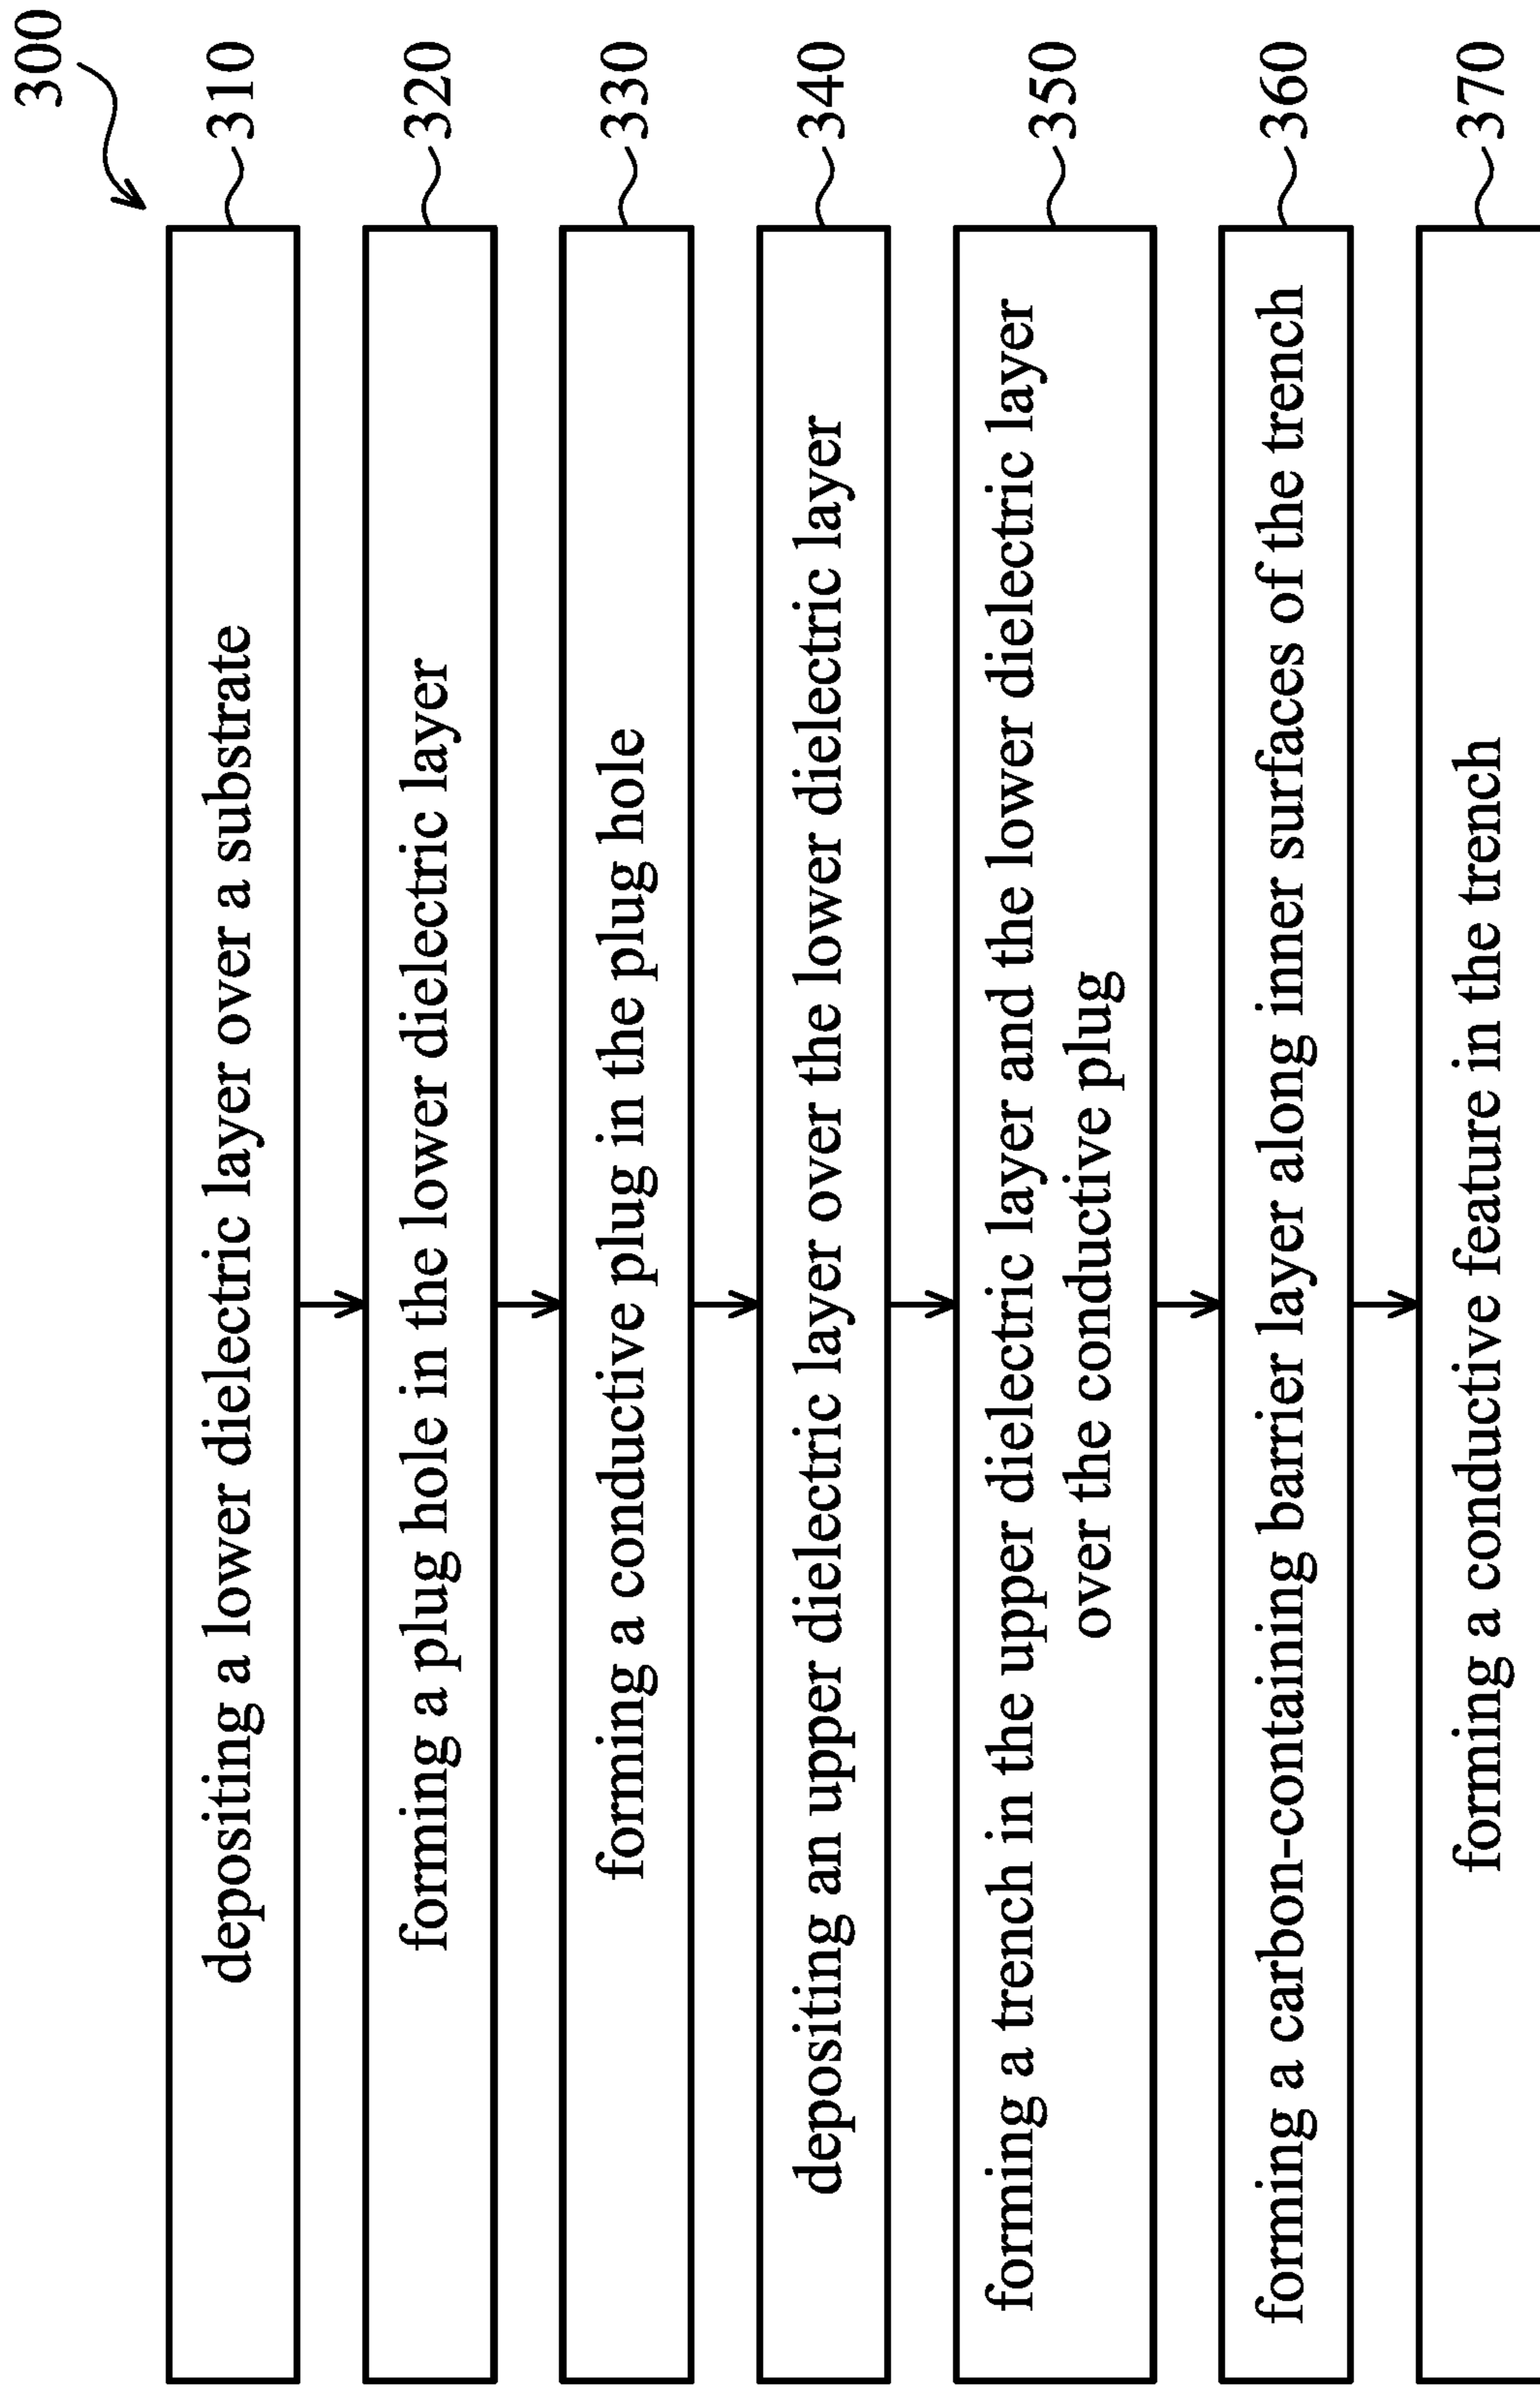 300
depositing a lower dielectric layer over a substrate
310
forming a plug hole in the lower dielectric layer
320
forming a conductive plug in the plug hole
330
depositing an upper dielectric layer over the lower dielectric layer
340
forming a trench in the upper dielectric layer and the lower dielectric layer
over the conductive plug
350
forming a carbon-containing barrier layer along inner surfaces of the trench
360
forming a conductive feature in the trench
370